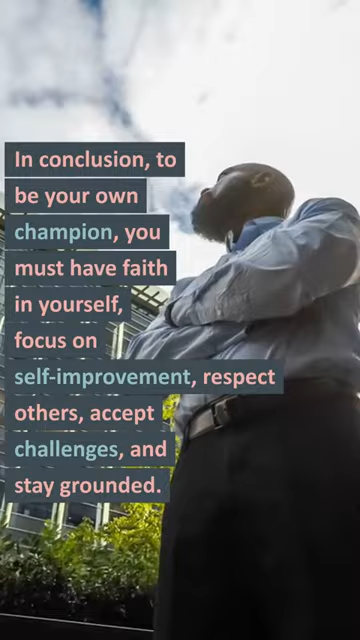 In conclusion, to
be your own
champion, you
must have faith
in yourself,
focus on
self-improvement, respect
others, accept
challenges, and
stay grounded.